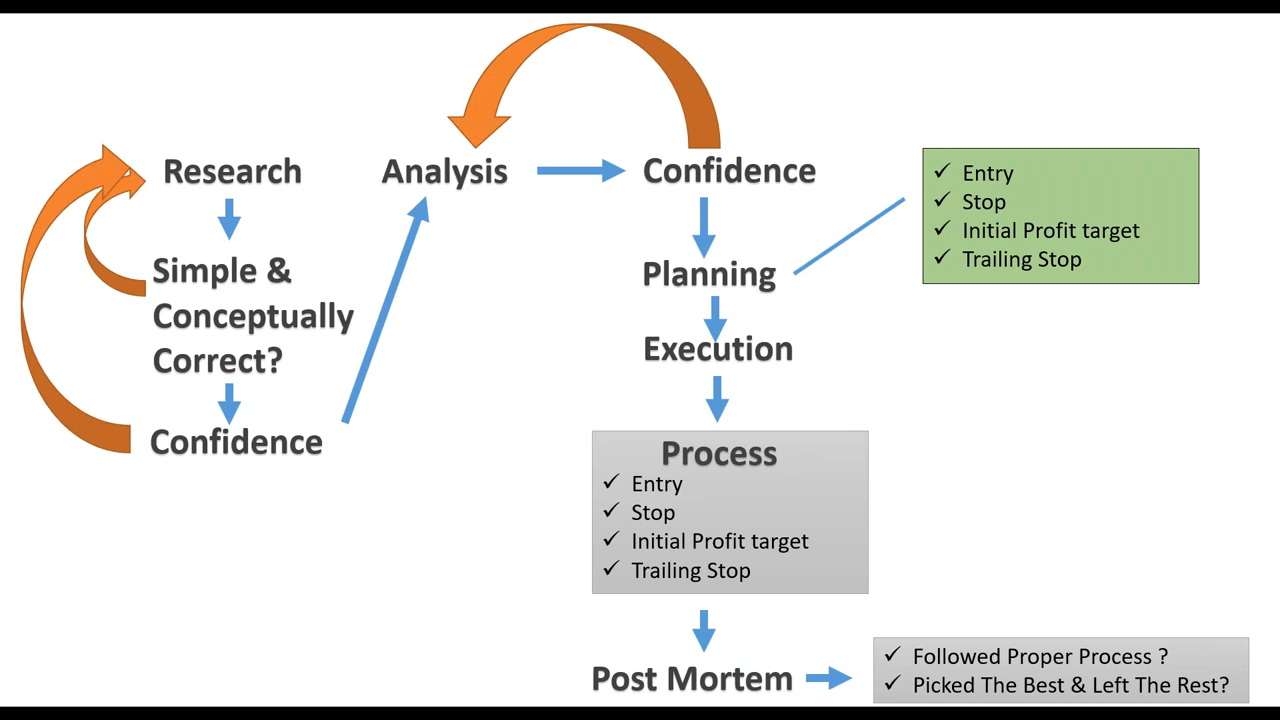 Research
Simple &
Conceptually
Correct?
Confidence
Analysis
Confidence
Planning
✓ Entry
✓ Stop
✓ Initial Profit target
✓ Trailing Stop
Execution
Process
✓ Entry
✓ Stop
✓ Initial Profit target
✓ Trailing Stop
Post Mortem
✓ Followed Proper Process ?
✓ Picked The Best & Left The Rest?